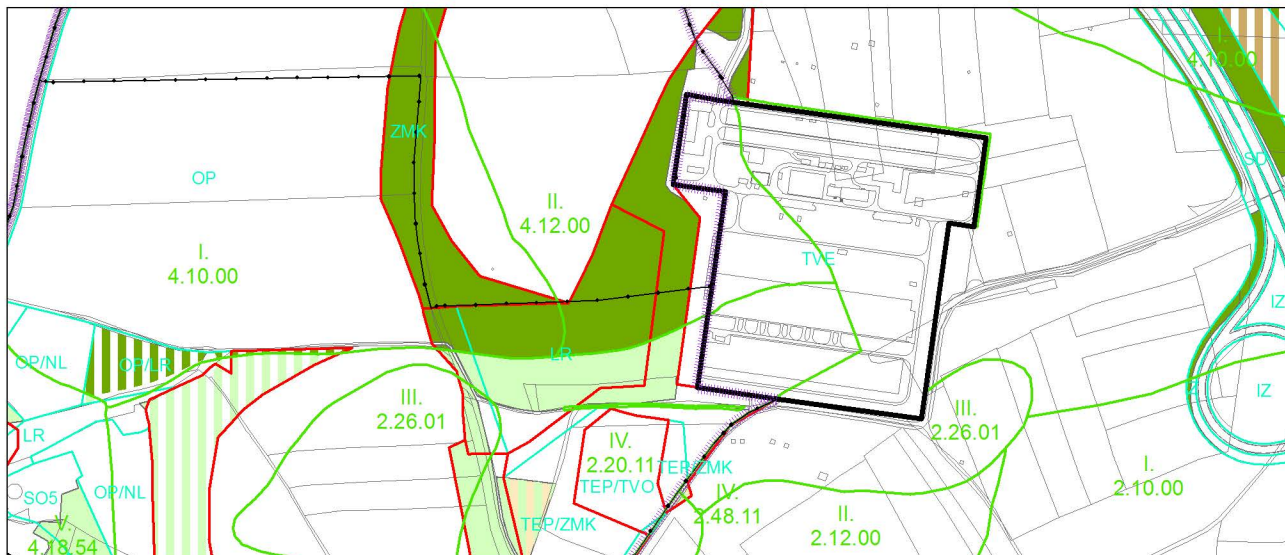 I.
4.10.00
ZMK
SD
OP
II.
4.12.00
TVE
I.
4.10.00
IZ
LR
OP/NL
OP/LR
IZ
III.
2.26.01
III.
2.26.01
LR
IV.
2.20.11
TEP/ZMK
I.
2.10.00
OP/NL
TEP/TVO
SO5
IV.
2.48.11
II.
2.12.00
V.
4.18.54
TEP/ZMK